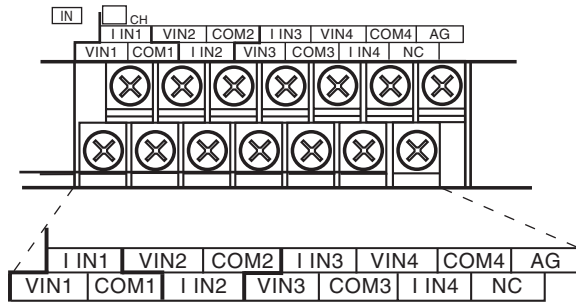 IN CH
I IN1 VIN2 COM2 I IN3 VIN4 COM4 AG
VIN1 COM1 I IN2 VIN3 COM3 I IN4 NC
I IN1 VIN2 COM2 I IN3 VIN4 COM4 AG
VIN1 COM1 I IN2 VIN3 COM3 I IN4 NC